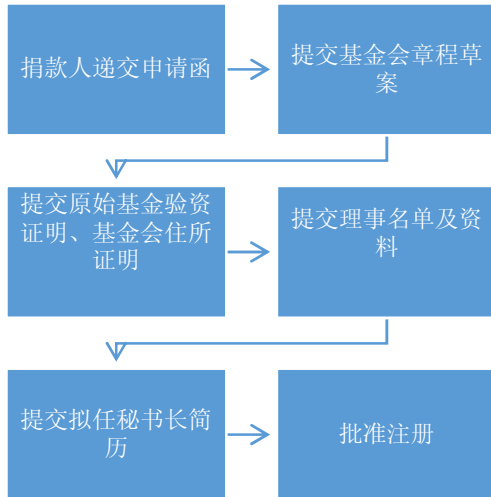 捐款人递交申请函
提交基金会章程草
案
提交原始基金验资
证明、基金会住所
证明
提交理事名单及资
料
提交拟任秘书长简
历
批准注册